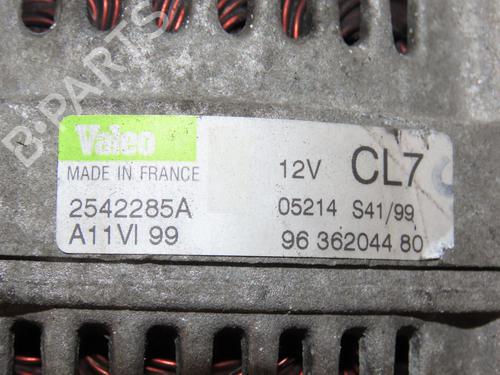 B-PARTS
Valeo
MADE IN FRANCE
12V CL7
2542285A
05214 S41/99
A11VI 99
96 362044 80